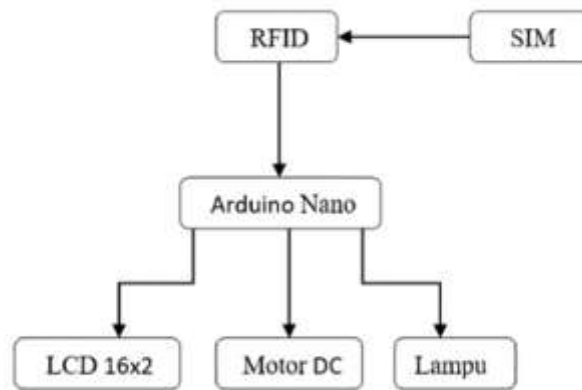 RFID
SIM
Arduino Nano
LCD 16x2
Motor DC
Lampu